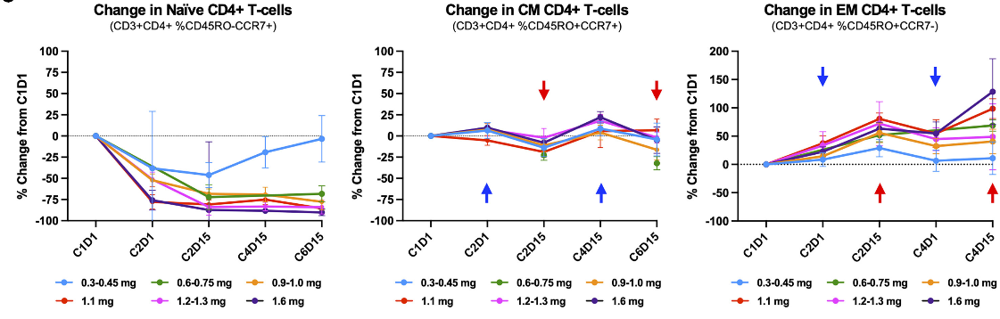 Change in Naïve CD4+ T-cells
(CD3+CD4+ %CD45RO-CCR7+)
% Change from C1D1
100
75
50
25
0
-25
-50
-75
-100
C1D1
C2D1
C2D15
C4D15
C6D15
0.3-0.45 mg
0.6-0.75 mg
0.9-1.0 mg
1.1 mg
1.2-1.3 mg
1.6 mg
Change in CM CD4+ T-cells
(CD3+CD4+ %CD45RO+CCR7+)
% Change from C1D1
100
75
50
25
0
-25
-50
-75
-100
C1D1
C2D1
C2D15
C4D1
C6D15
0.3-0.45 mg
0.6-0.75 mg
0.9-1.0 mg
1.1 mg
1.2-1.3 mg
1.6 mg
Change in EM CD4+ T-cells
(CD3+CD4+ %CD45RO+CCR7-)
% Change from C1D1
200
150
100
50
0
-50
-100
C1D1
C2D1
C2D15
C4D1
C4D15
0.3-0.45 mg
0.6-0.75 mg
0.9-1.0 mg
1.1 mg
1.2-1.3 mg
1.6 mg